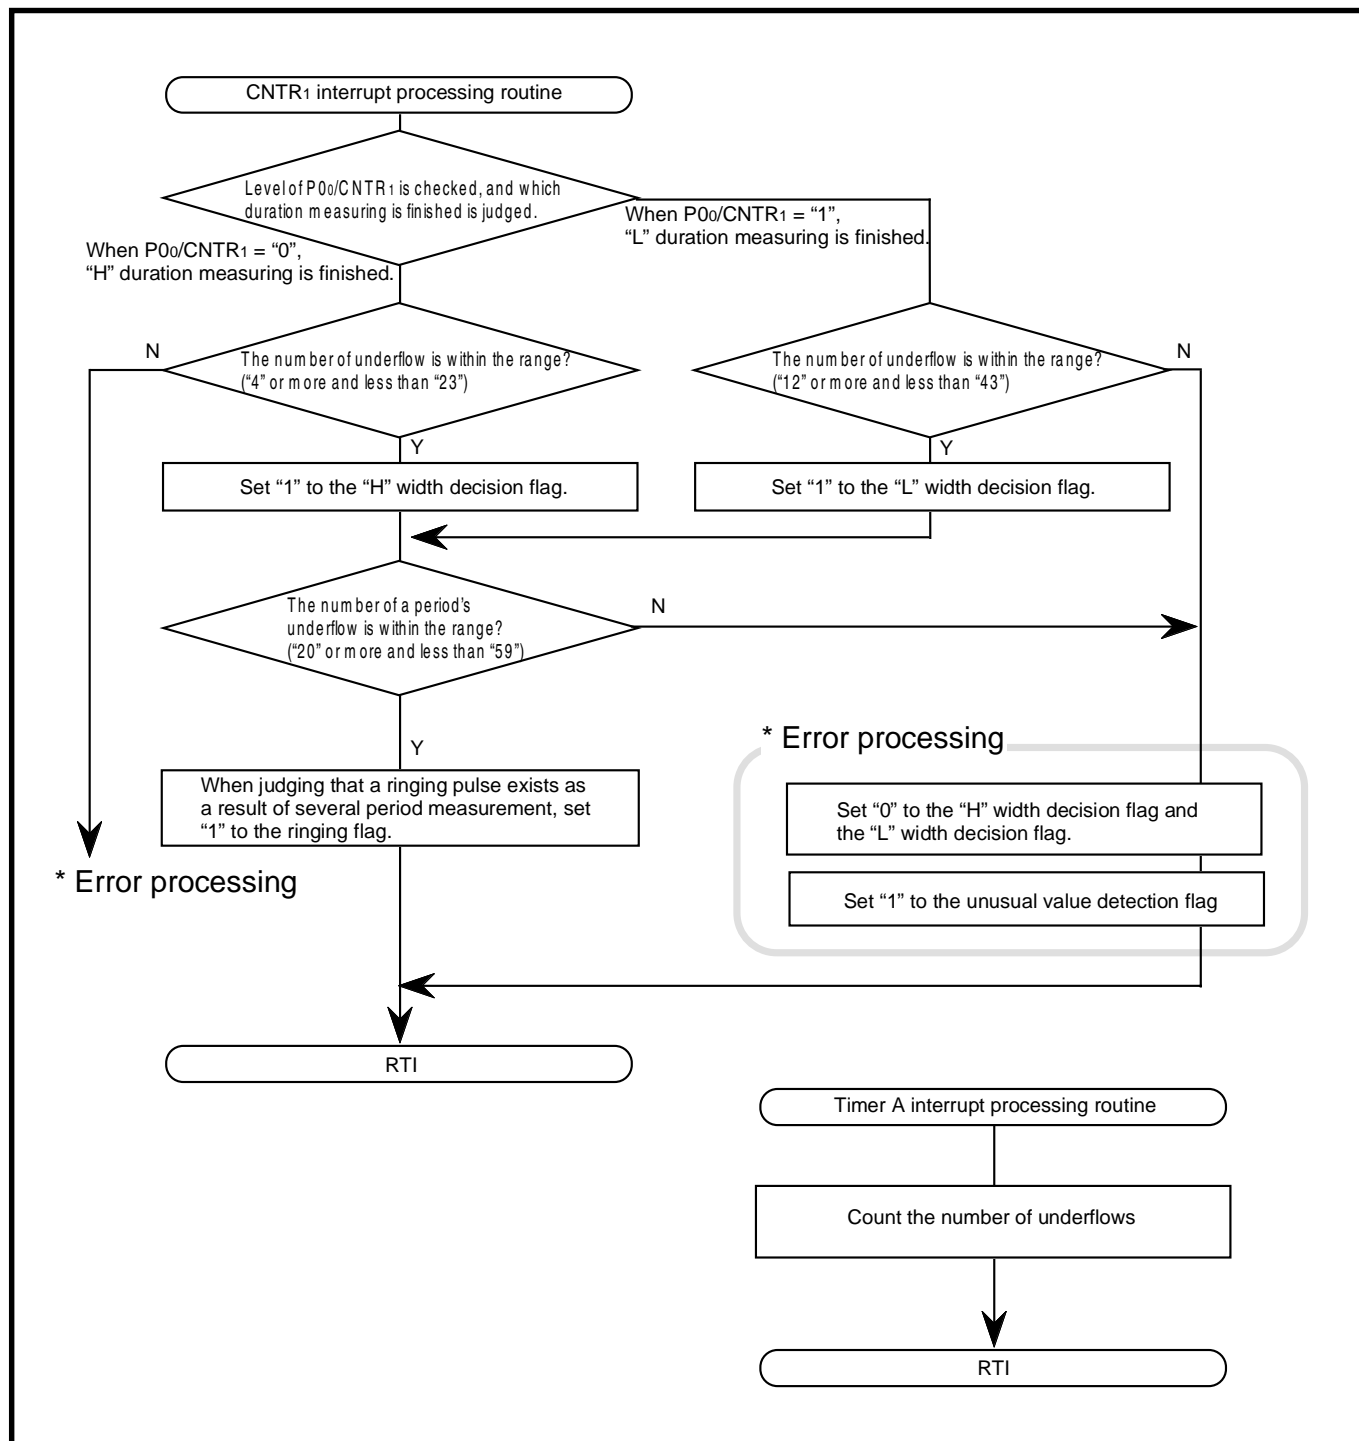 CNTR1 interrupt processing routine
Level of P00/CNTR1 is checked, and which
duration measuring is finished is judged.
When P00/CNTR1 = “1”,
“L” duration measuring is finished.
When P00/CNTR1 = “0”,
“H” duration measuring is finished.
N
The number of underflow is within the range?
(“4” or more and less than “23”)
The number of underflow is within the range?
(“12” or more and less than “43”)
N
Y
Y
Set “1” to the “H” width decision flag.
Set “1” to the “L” width decision flag.
The number of a period’s
underflow is within the range?
(“20” or more and less than “59”)
N
Y
* Error processing
When judging that a ringing pulse exists as
a result of several period measurement, set
“1” to the ringing flag.
Set “0” to the “H” width decision flag and
the “L” width decision flag.
* Error processing
Set “1” to the unusual value detection flag
RTI
Timer A interrupt processing routine
Count the number of underflows
RTI